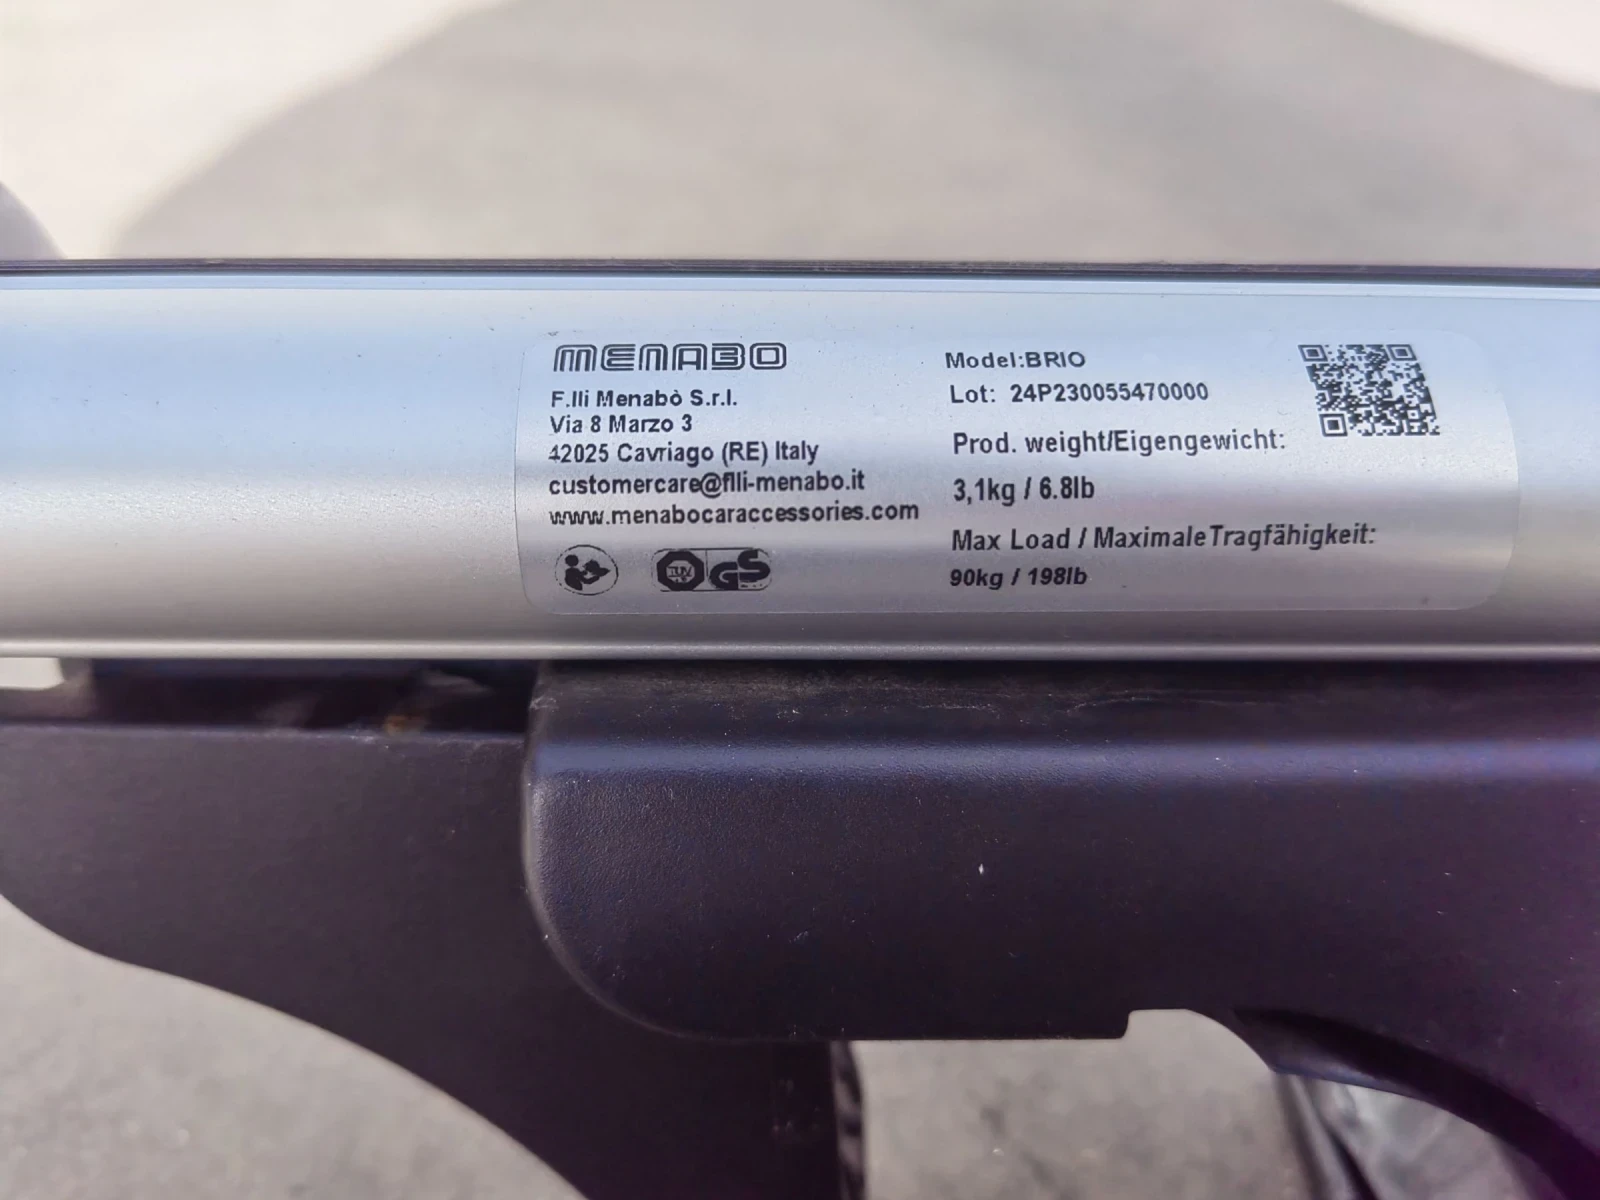 MENABO
F.lli Menabò S.r.l.
Via 8 Marzo 3
42025 Cavriago (RE) Italy
customercare@flli-menabo.it
www.menabocaraccessories.com
TÜV GS
Model:BRIO
Lot: 24P230055470000
Prod. weight/Eigengewicht:
3,1kg / 6.8lb
Max Load / Maximale Tragfähigkeit:
90kg / 198lb